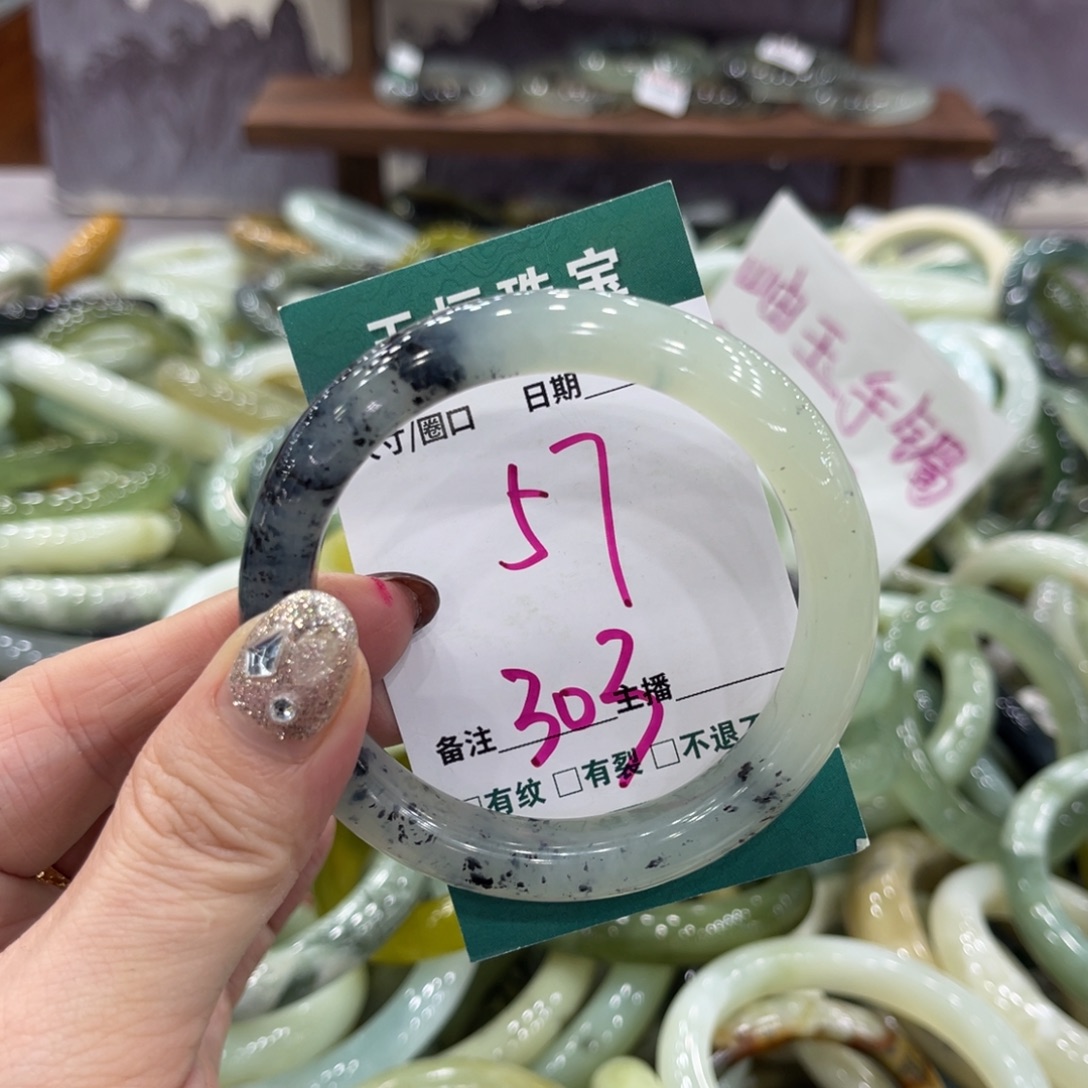 珠宝
岫玉手镯
日期
寸/圈口
57
303
主播
备注
□有纹 □有裂 □不退